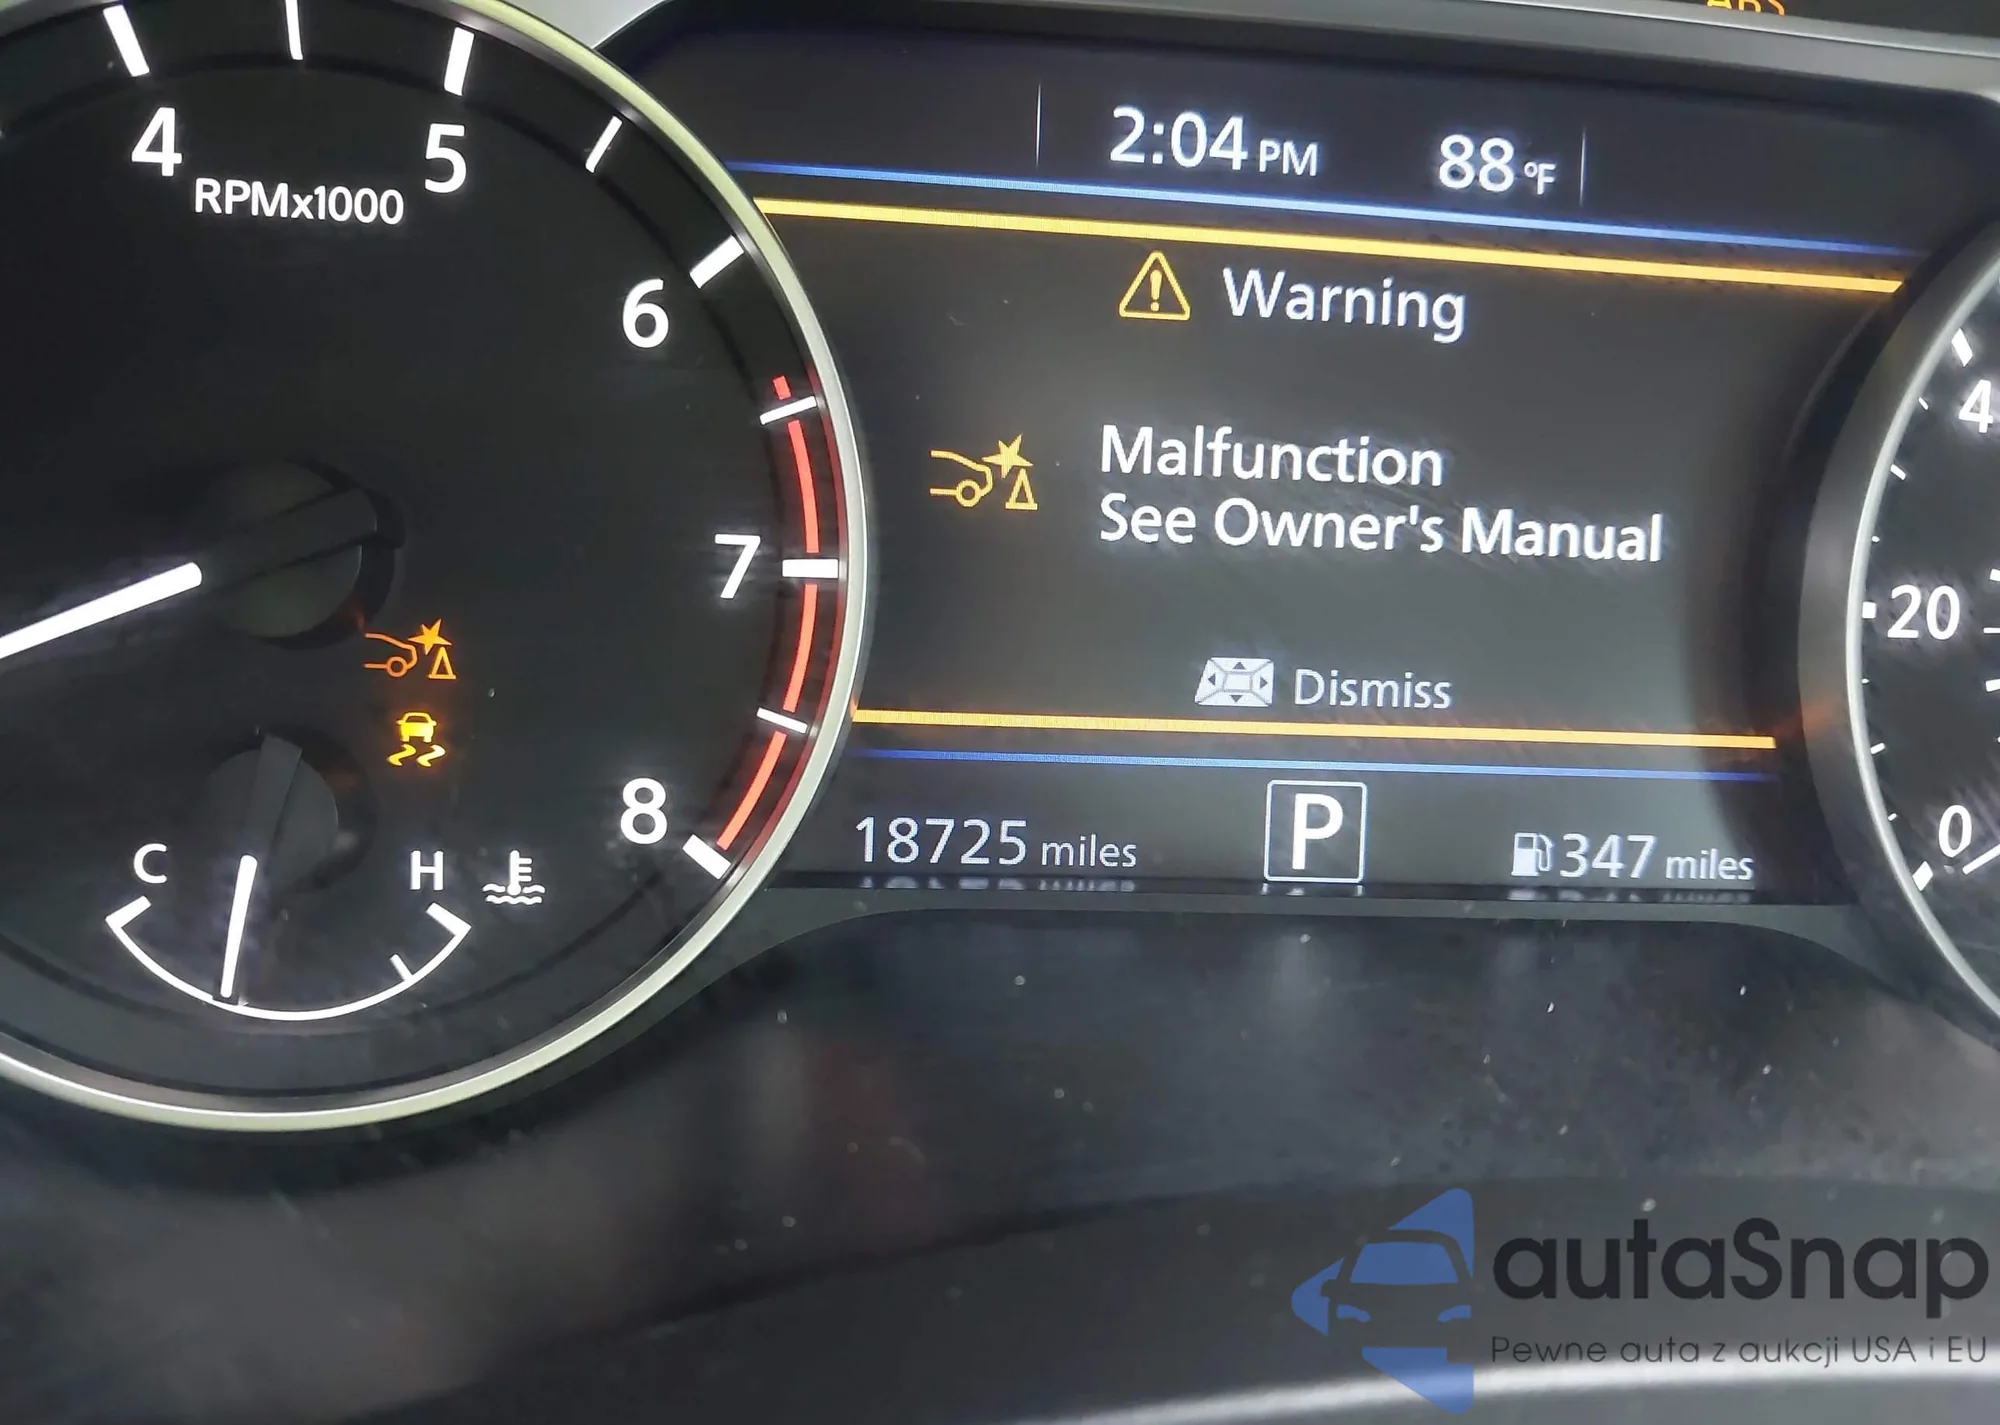 ABS
4
5
RPMx1000
6
7
8
C
H
2:04 PM 88 °F
Warning
Malfunction
See Owner's Manual
Dismiss
18725 miles
P
347 miles
4
20
0
autaSnap
Pewne auta z aukcji USA i EU